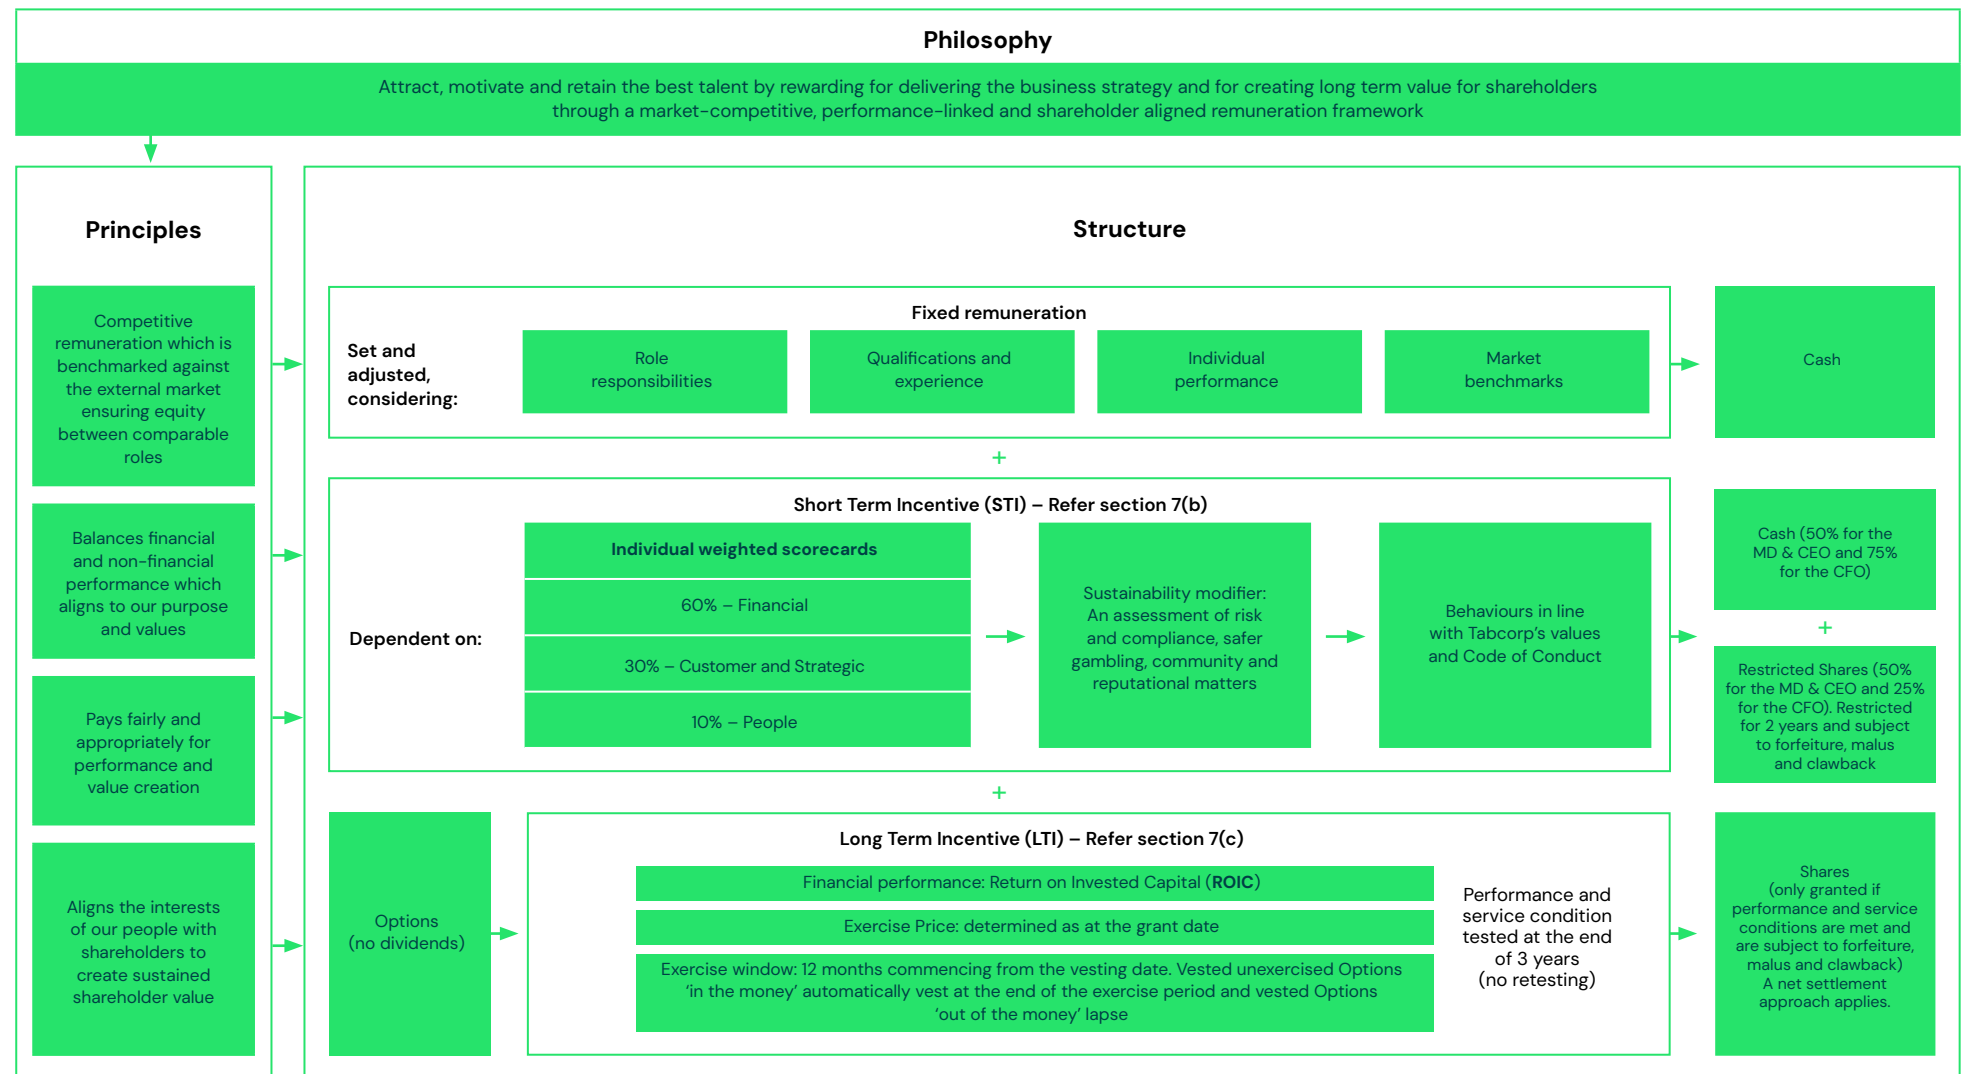 Philosophy
Attract, motivate and retain the best talent by rewarding for delivering the business strategy and for creating long term value for shareholders
through a market-competitive, performance-linked and shareholder aligned remuneration framework
Principles
Competitive
remuneration which is
benchmarked against
the external market
ensuring equity
between comparable
roles
Balances financial
and non-financial
performance which
aligns to our purpose
and values
Pays fairly and
appropriately for
performance and
value creation
Aligns the interests
of our people with
shareholders to
create sustained
shareholder value
Structure
Fixed remuneration
Set and
adjusted,
considering:
Role
responsibilities
Qualifications and
experience
Individual
performance
Market
benchmarks
Cash
+
Short Term Incentive (STI) – Refer section 7(b)
Dependent on:
Individual weighted scorecards
60% – Financial
30% – Customer and Strategic
10% – People
Sustainability modifier:
An assessment of risk
and compliance, safer
gambling, community and
reputational matters
Behaviours in line
with Tabcorp's values
and Code of Conduct
Cash (50% for the
MD & CEO and 75%
for the CFO)
+
Restricted Shares (50%
for the MD & CEO and 25%
for the CFO). Restricted
for 2 years and subject
to forfeiture, malus
and clawback
+
Options
(no dividends)
Long Term Incentive (LTI) – Refer section 7(c)
Financial performance: Return on Invested Capital (ROIC)
Exercise Price: determined as at the grant date
Exercise window: 12 months commencing from the vesting date. Vested unexercised Options
‘in the money’ automatically vest at the end of the exercise period and vested Options
‘out of the money’ lapse
Performance and
service condition
tested at the end
of 3 years
(no retesting)
Shares
(only granted if
performance and service
conditions are met and
are subject to forfeiture,
malus and clawback)
A net settlement
approach applies.